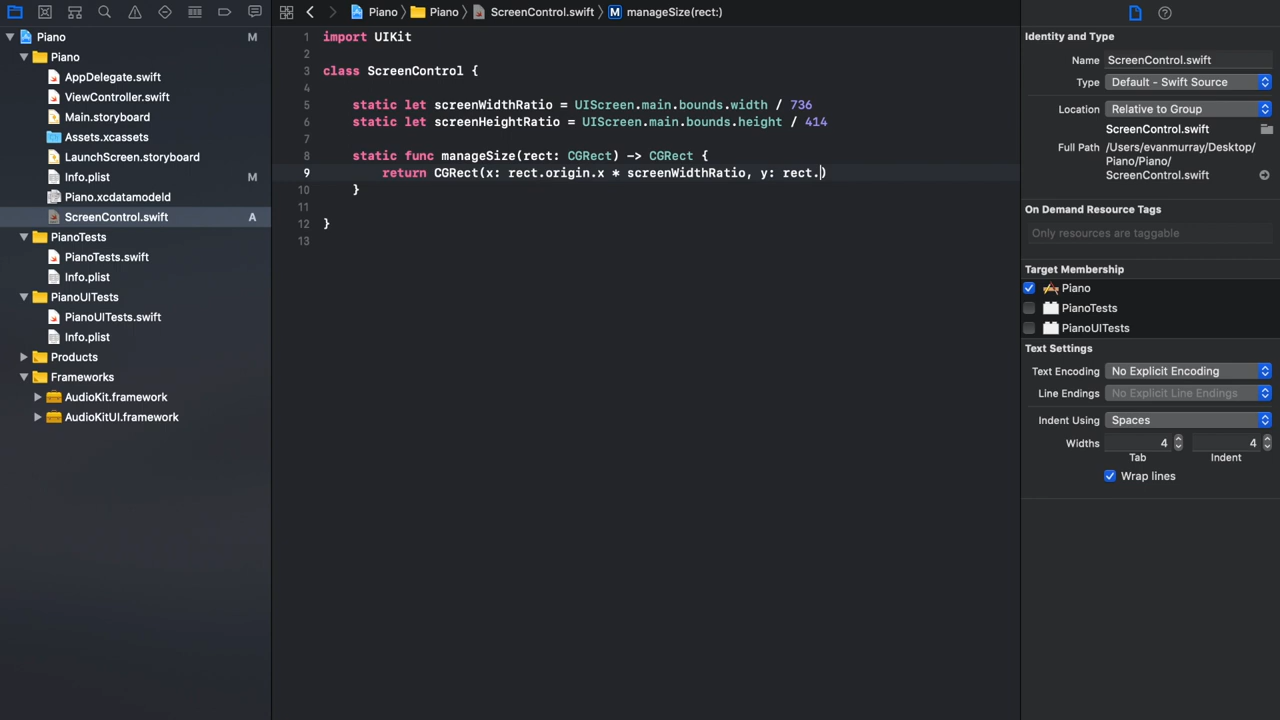 Piano
M
Piano
AppDelegate.swift
ViewController.swift
Main.storyboard
Assets.xcassets
LaunchScreen.storyboard
Info.plist
M
Piano.xcdatamodeld
ScreenControl.swift
A
PianoTests
PianoTests.swift
Info.plist
PianoUITests
PianoUITests.swift
Info.plist
Products
Frameworks
AudioKit.framework
AudioKitUI.framework
Piano
Piano
ScreenControl.swift
M
manageSize(rect:)
1 import UIKit
2
3 class ScreenControl {
4
5 static let screenWidthRatio = UIScreen.main.bounds.width / 736
6 static let screenHeightRatio = UIScreen.main.bounds.height / 414
7
8 static func manageSize(rect: CGRect) -> CGRect {
9 return CGRect(x: rect.origin.x * screenWidthRatio, y: rect.)
10 }
11
12 }
13
Identity and Type
Name ScreenControl.swift
Type Default - Swift Source
Location Relative to Group
ScreenControl.swift
Full Path /Users/evanmurray/Desktop/
Piano/Piano/
ScreenControl.swift
On Demand Resource Tags
Only resources are taggable
Target Membership
Piano
PianoTests
PianoUITests
Text Settings
Text Encoding No Explicit Encoding
Line Endings No Explicit Line Endings
Indent Using Spaces
Widths 4 4
Tab Indent
Wrap lines